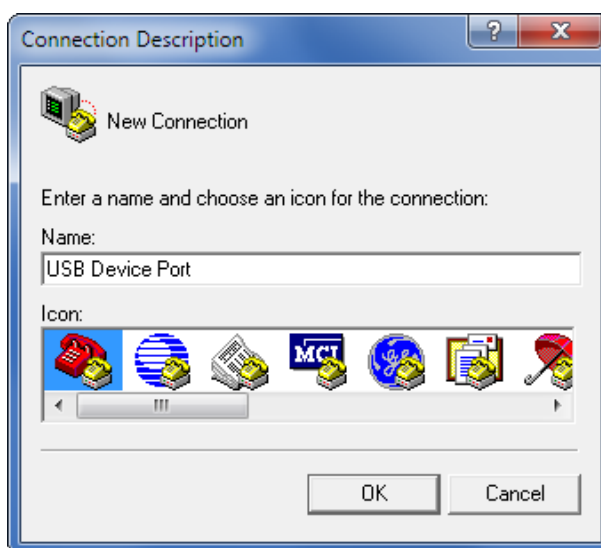 Connection Description
?
New Connection
Enter a name and choose an icon for the connection:
Name:
USB Device Port
Icon:
MCI
OK
Cancel